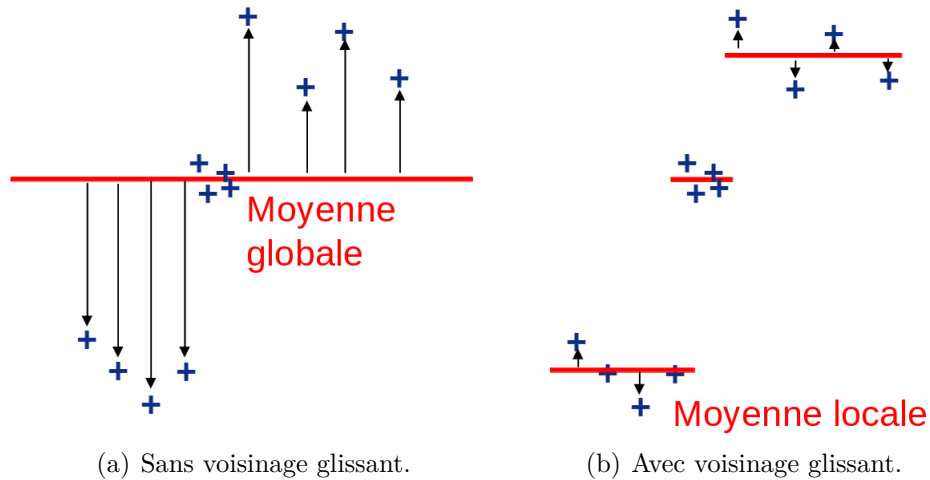 Moyenne
globale
Moyenne locale
(a) Sans voisinage glissant.
(b) Avec voisinage glissant.